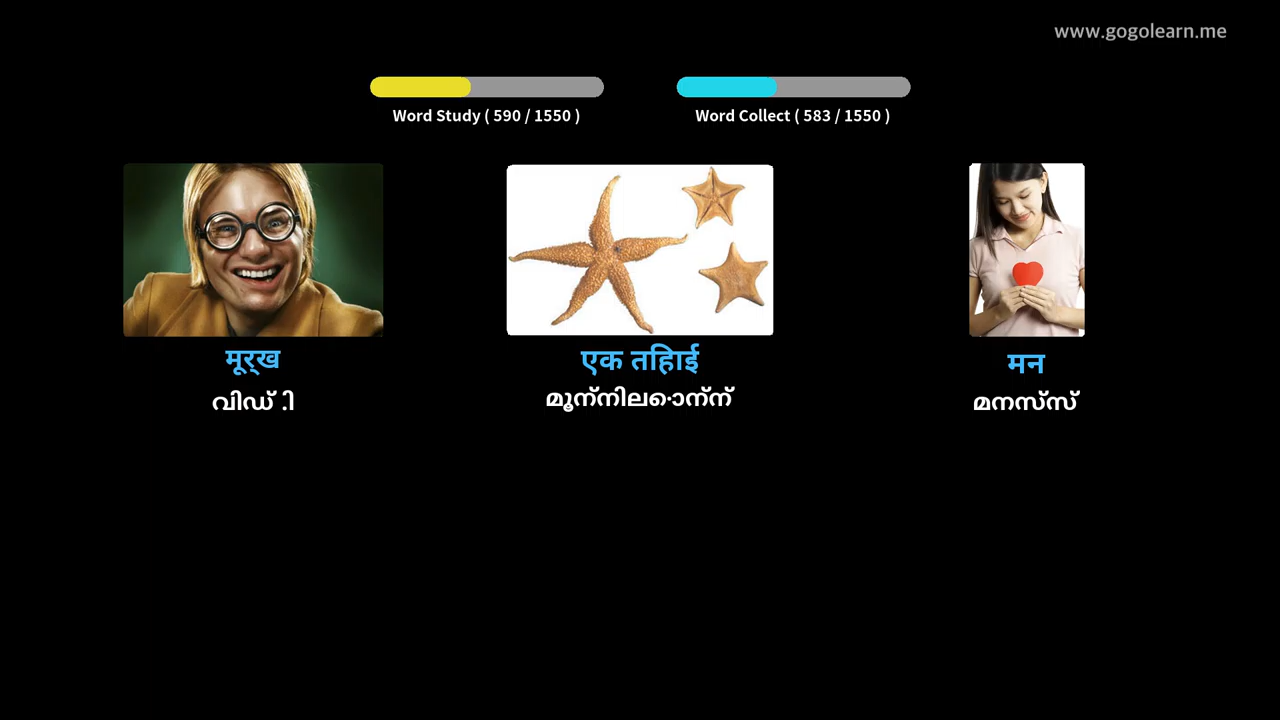 www.gogolearn.me
Word Study ( 590 / 1550 )
Word Collect ( 583 / 1550 )
मूर्ख
एक तिहाई
मन
മൂന്നിലൊന്ന്
മനസ്സ്